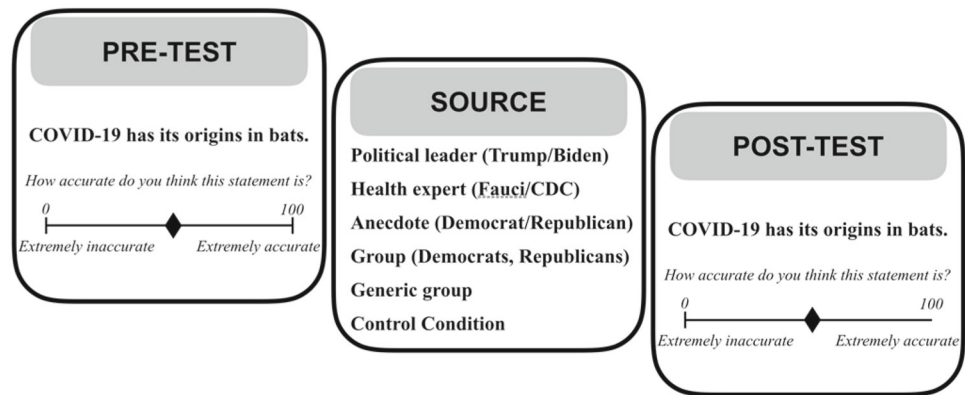 PRE-TEST
COVID-19 has its origins in bats.
How accurate do you think this statement is?
0 100
Extremely inaccurate Extremely accurate
SOURCE
Political leader (Trump/Biden)
Health expert (Fauci/CDC)
Anecdote (Democrat/Republican)
Group (Democrats, Republicans)
Generic group
Control Condition
POST-TEST
COVID-19 has its origins in bats.
How accurate do you think this statement is?
0 100
Extremely inaccurate Extremely accurate